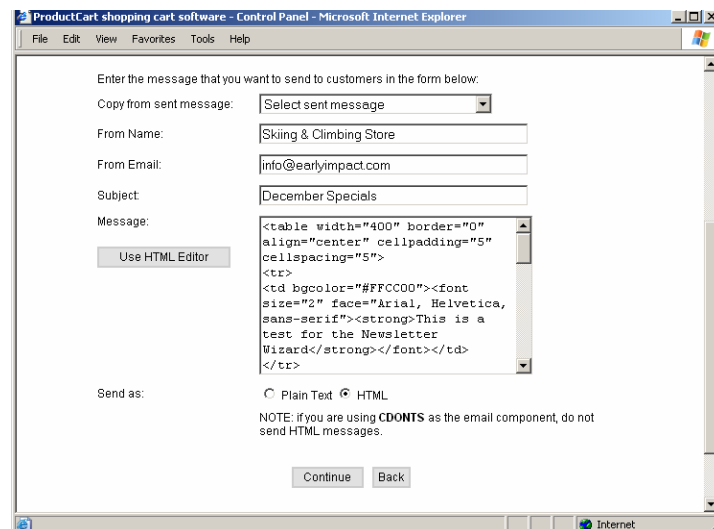 ProductCart shopping cart software - Control Panel - Microsoft Internet Explorer
File Edit View Favorites Tools Help
Enter the message that you want to send to customers in the form below:
Copy from sent message: Select sent message
From Name: Skiing & Climbing Store
From Email: info@earlyimpact.com
Subject: December Specials
Message:
Use HTML Editor
<table width="400" border="0"
align="center" cellpadding="5"
cellspacing="5">
<tr>
<td bgcolor="#FFCC00"><font
size="2" face="Arial, Helvetica,
sans-serif"><strong>This is a
test for the Newsletter
Wizard</strong></font></td>
</tr>
Send as: Plain Text HTML
NOTE: if you are using CDONTS as the email component, do not
send HTML messages.
Continue Back
Internet